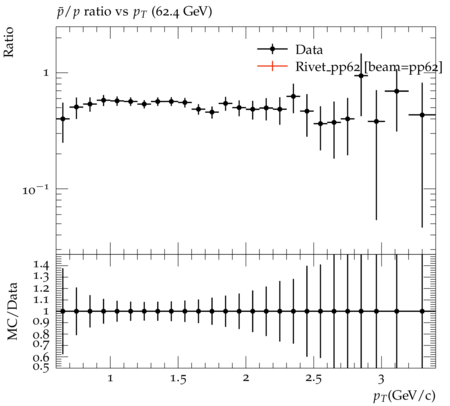 p̄/p ratio vs p_T (62.4 GeV)
Ratio
Data
Rivet_pp62 [beam=pp62]
1
10⁻¹
MC/Data
1.4
1.3
1.2
1.1
1
0.9
0.8
0.7
0.6
0.5
1 1.5 2 2.5 3
p_T(GeV/c)